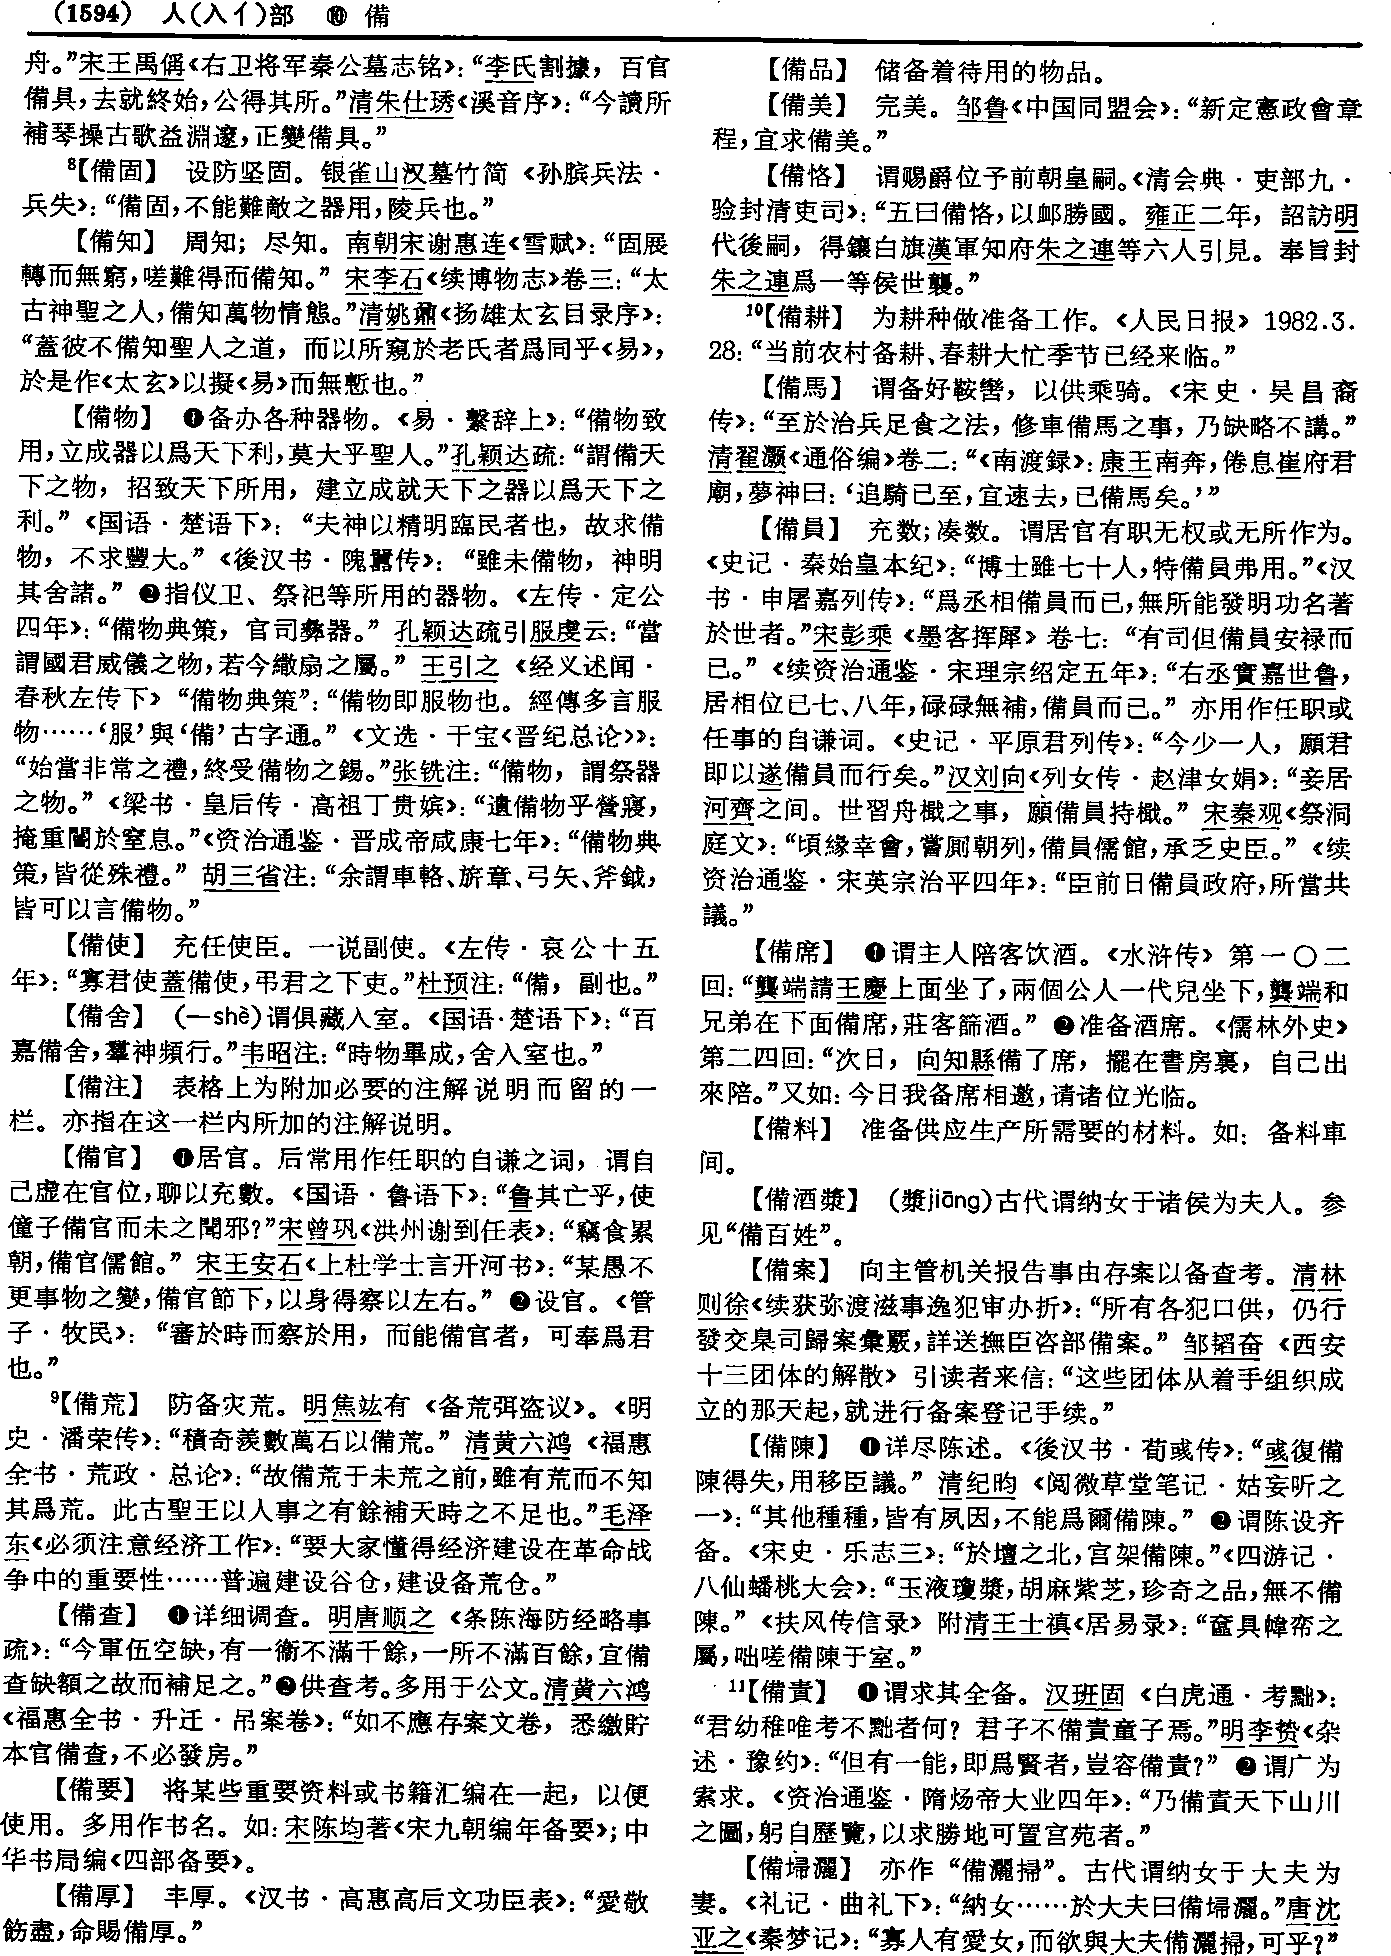 (1594) 人(入亻)部 ⑩ 備
舟。”宋王禹偁《右卫将军秦公墓志铭》：“李氏割據，百官
備具，去就終始，公得其所。”清朱仕琇《溪音序》：“今讀所
補琴操古歌益淵邃，正變備具。”
⁸【備固】 设防坚固。银雀山汉墓竹简《孙膑兵法·
兵失》：“備固，不能難敵之器用，陵兵也。”
【備知】 周知；尽知。南朝宋谢惠连《雪赋》：“固展
轉而無窮，嗟難得而備知。”宋李石《续博物志》卷三：“太
古神聖之人，備知萬物情態。”清姚鼐《扬雄太玄目录序》：
“蓋彼不備知聖人之道，而以所窺於老氏者爲同乎《易》，
於是作《太玄》以擬《易》而無慙也。”
【備物】 ❶备办各种器物。《易·繫辞上》：“備物致
用，立成器以爲天下利，莫大乎聖人。”孔颖达疏：“謂備天
下之物，招致天下所用，建立成就天下之器以爲天下之
利。”《国语·楚语下》：“夫神以精明臨民者也，故求備
物，不求豐大。”《後汉书·隗嚣传》：“雖未備物，神明
其舍諸。”❷指仪卫、祭祀等所用的器物。《左传·定公
四年》：“備物典策，官司彝器。”孔颖达疏引服虔云：“當
謂國君威儀之物，若今繖扇之屬。”王引之《经义述闻·
春秋左传下》“備物典策”：“備物即服物也。經傳多言服
物……‘服’與‘備’古字通。”《文选·干宝〈晋纪总论〉》：
“始當非常之禮，終受備物之錫。”张铣注：“備物，謂祭器
之物。”《梁书·皇后传·高祖丁贵嫔》：“遺備物乎營寢，
掩重闈於窒息。”《资治通鉴·晋成帝咸康七年》：“備物典
策，皆從殊禮。”胡三省注：“余謂車輅、旂章、弓矢、斧鉞，
皆可以言備物。”
【備使】 充任使臣。一说副使。《左传·哀公十五
年》：“寡君使蓋備使，弔君之下吏。”杜预注：“備，副也。”
【備舍】 (—shè)谓俱藏入室。《国语·楚语下》：“百
嘉備舍，羣神頻行。”韦昭注：“時物畢成，舍入室也。”
【備注】 表格上为附加必要的注解说明而留的一
栏。亦指在这一栏内所加的注解说明。
【備官】 ❶居官。后常用作任职的自谦之词，谓自
己虚在官位，聊以充數。《国语·鲁语下》：“鲁其亡乎，使
僮子備官而未之聞邪？”宋曾巩《洪州谢到任表》：“竊食累
朝，備官儒館。”宋王安石《上杜学士言开河书》：“某愚不
更事物之變，備官節下，以身得察以左右。”❷设官。《管
子·牧民》：“審於時而察於用，而能備官者，可奉爲君
也。”
⁹【備荒】 防备灾荒。明焦竑有《备荒弭盗议》。《明
史·潘荣传》：“積奇羨數萬石以備荒。”清黄六鸿《福惠
全书·荒政·总论》：“故備荒于未荒之前，雖有荒而不知
其爲荒。此古聖王以人事之有餘補天時之不足也。”毛泽
东《必须注意经济工作》：“要大家懂得经济建设在革命战
争中的重要性……普遍建设谷仓，建设备荒仓。”
【備查】 ❶详细调查。明唐顺之《条陈海防经略事
疏》：“今軍伍空缺，有一衞不滿千餘，一所不滿百餘，宜備
查缺額之故而補足之。”❷供查考。多用于公文。清黄六鸿
《福惠全书·升迁·吊案卷》：“如不應存案文卷，悉繳貯
本官備查，不必發房。”
【備要】 将某些重要资料或书籍汇编在一起，以便
使用。多用作书名。如：宋陈均著《宋九朝编年备要》；中
华书局编《四部备要》。
【備厚】 丰厚。《汉书·高惠高后文功臣表》：“愛敬
飭盡，命賜備厚。”
【備品】 储备着待用的物品。
【備美】 完美。邹鲁《中国同盟会》：“新定憲政會章
程，宜求備美。”
【備恪】 谓赐爵位予前朝皇嗣。《清会典·吏部九·
验封清吏司》：“五曰備恪，以卹勝國。雍正二年，詔訪明
代後嗣，得鑲白旗漢軍知府朱之連等六人引見。奉旨封
朱之連爲一等侯世襲。”
¹⁰【備耕】 为耕种做准备工作。《人民日报》1982.3.
28：“当前农村备耕、春耕大忙季节已经来临。”
【備馬】 谓备好鞍辔，以供乘骑。《宋史·吴昌裔
传》：“至於治兵足食之法，修車備馬之事，乃缺略不講。”
清翟灏《通俗编》卷二：“《南渡録》：康王南奔，倦息崔府君
廟，夢神曰：‘追騎已至，宜速去，已備馬矣。’”
【備員】 充数；凑数。谓居官有职无权或无所作为。
《史记·秦始皇本纪》：“博士雖七十人，特備員弗用。”《汉
书·申屠嘉列传》：“爲丞相備員而已，無所能發明功名著
於世者。”宋彭乘《墨客挥犀》卷七：“有司但備員安禄而
已。”《续资治通鉴·宋理宗绍定五年》：“右丞實嘉世魯，
居相位已七、八年，碌碌無補，備員而已。”亦用作任职或
任事的自谦词。《史记·平原君列传》：“今少一人，願君
即以遂備員而行矣。”汉刘向《列女传·赵津女娟》：“妾居
河齊之间。世習舟檝之事，願備員持檝。”宋秦观《祭洞
庭文》：“頃緣幸會，嘗厠朝列，備員儒館，承乏史臣。”《续
资治通鉴·宋英宗治平四年》：“臣前日備員政府，所當共
議。”
【備席】 ❶谓主人陪客饮酒。《水浒传》第一〇二
回：“龔端請王慶上面坐了，兩個公人一代兒坐下，龔端和
兄弟在下面備席，莊客篩酒。”❷准备酒席。《儒林外史》
第二四回：“次日，向知縣備了席，擺在書房裏，自己出
來陪。”又如：今日我备席相邀，请诸位光临。
【備料】 准备供应生产所需要的材料。如：备料車
间。
【備酒漿】 (漿jiāng)古代谓纳女于诸侯为夫人。参
见“備百姓”。
【備案】 向主管机关报告事由存案以备查考。清林
则徐《续获弥渡滋事逸犯审办折》：“所有各犯口供，仍行
發交臬司歸案彙覈，詳送撫臣咨部備案。”邹韬奋《西安
十三团体的解散》引读者来信：“这些团体从着手组织成
立的那天起，就进行备案登记手续。”
【備陳】 ❶详尽陈述。《後汉书·荀彧传》：“彧復備
陳得失，用移臣議。”清纪昀《阅微草堂笔记·姑妄听之
一》：“其他種種，皆有夙因，不能爲爾備陳。”❷谓陈设齐
备。《宋史·乐志三》：“於壇之北，宫架備陳。”《四游记·
八仙蟠桃大会》：“玉液瓊漿，胡麻紫芝，珍奇之品，無不備
陳。”《扶风传信录》附清王士禛《居易录》：“奩具幃帟之
屬，咄嗟備陳于室。”
¹¹【備責】 ❶谓求其全备。汉班固《白虎通·考黜》：
“君幼稚唯考不黜者何？君子不備責童子焉。”明李贽《杂
述·豫约》：“但有一能，即爲賢者，豈容備責？”❷谓广为
索求。《资治通鉴·隋炀帝大业四年》：“乃備責天下山川
之圖，躬自歷覽，以求勝地可置宫苑者。”
【備埽灑】 亦作“備灑掃”。古代谓纳女于大夫为
妻。《礼记·曲礼下》：“納女……於大夫曰備埽灑。”唐沈
亚之《秦梦记》：“寡人有愛女，而欲與大夫備灑掃，可乎？”